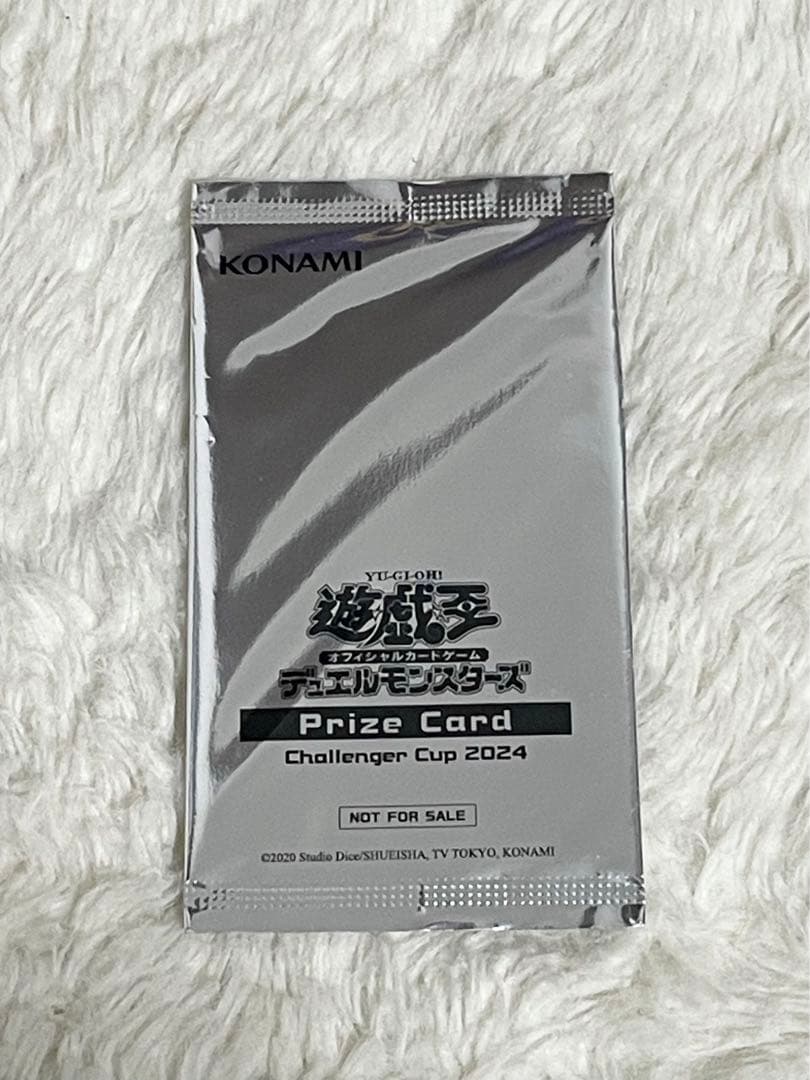 KONAMI
YU-GI-OH!
遊戯王
オフィシャルカードゲーム
デュエルモンスターズ
Prize Card
Challenger Cup 2024
NOT FOR SALE
©2020 Studio Dice/SHUEISHA, TV TOKYO, KONAMI